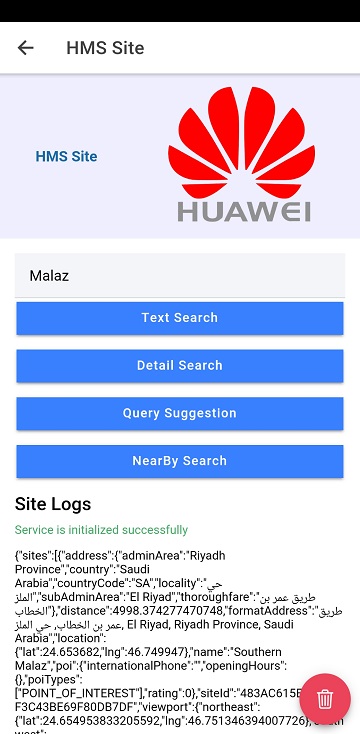 HMS Site
HMS Site
HUAWEI
Malaz
Text Search
Detail Search
Query Suggestion
NearBy Search
Site Logs
Service is initialized successfully
{"sites":[{"address":{"adminArea":"Riyadh
Province","country":"Saudi
Arabia","countryCode":"SA","locality":"حي
الملز","subAdminArea":"El Riyad","thoroughfare":"طريق عمر بن
الخطاب"},"distance":4998.374277470748,"formatAddress":"طريق
عمر بن الخطاب, حي الملز, El Riyad, Riyadh Province, Saudi
Arabia","location":
{"lat":24.653682,"lng":46.749947},"name":"Southern
Malaz","poi":{"internationalPhone":"","openingHours":
{},"poiTypes":
["POINT_OF_INTEREST"],"rating":0},"siteId":"483AC615
F3C43BE69F80DB7DF","viewport":{"northeast":
{"lat":24.654953833205592,"lng":46.751346394007726},
west":